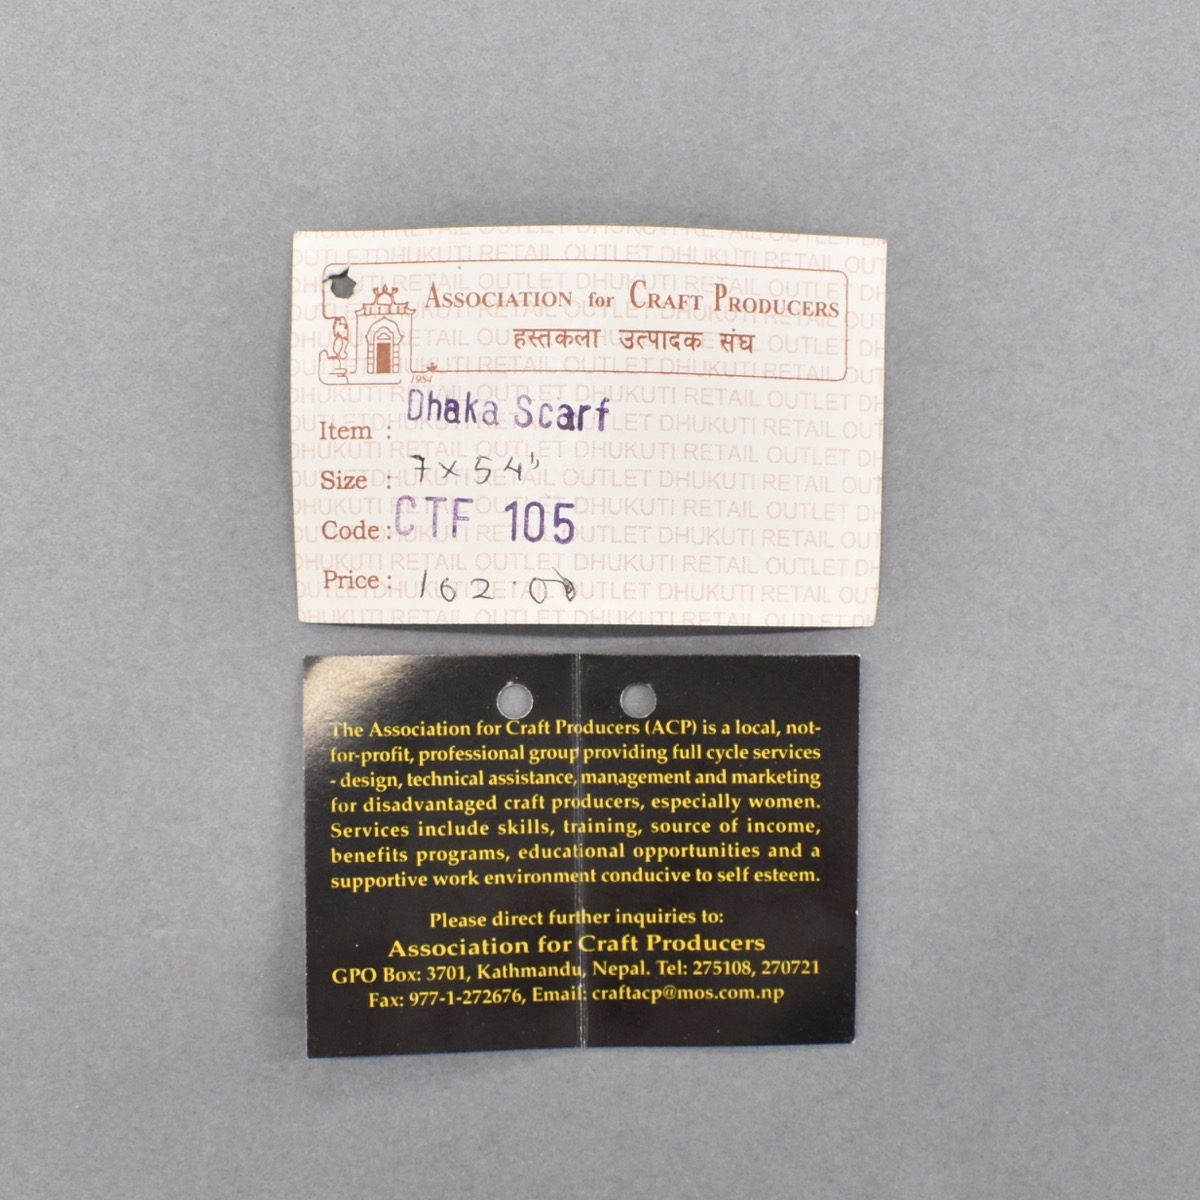 ASSOCIATION for CRAFT PRODUCERS
हस्तकला उत्पादक संघ
1984
Item : Dhaka Scarf
Size : 7 x 54"
Code : CTF 105
Price : 162.00
DHUKUTI RETAIL OUTLET
The Association for Craft Producers (ACP) is a local, not-
for-profit, professional group providing full cycle services
- design, technical assistance, management and marketing
for disadvantaged craft producers, especially women.
Services include skills, training, source of income,
benefits programs, educational opportunities and a
supportive work environment conducive to self esteem.
Please direct further inquiries to:
Association for Craft Producers
GPO Box: 3701, Kathmandu, Nepal. Tel: 275108, 270721
Fax: 977-1-272676, Email: craftacp@mos.com.np